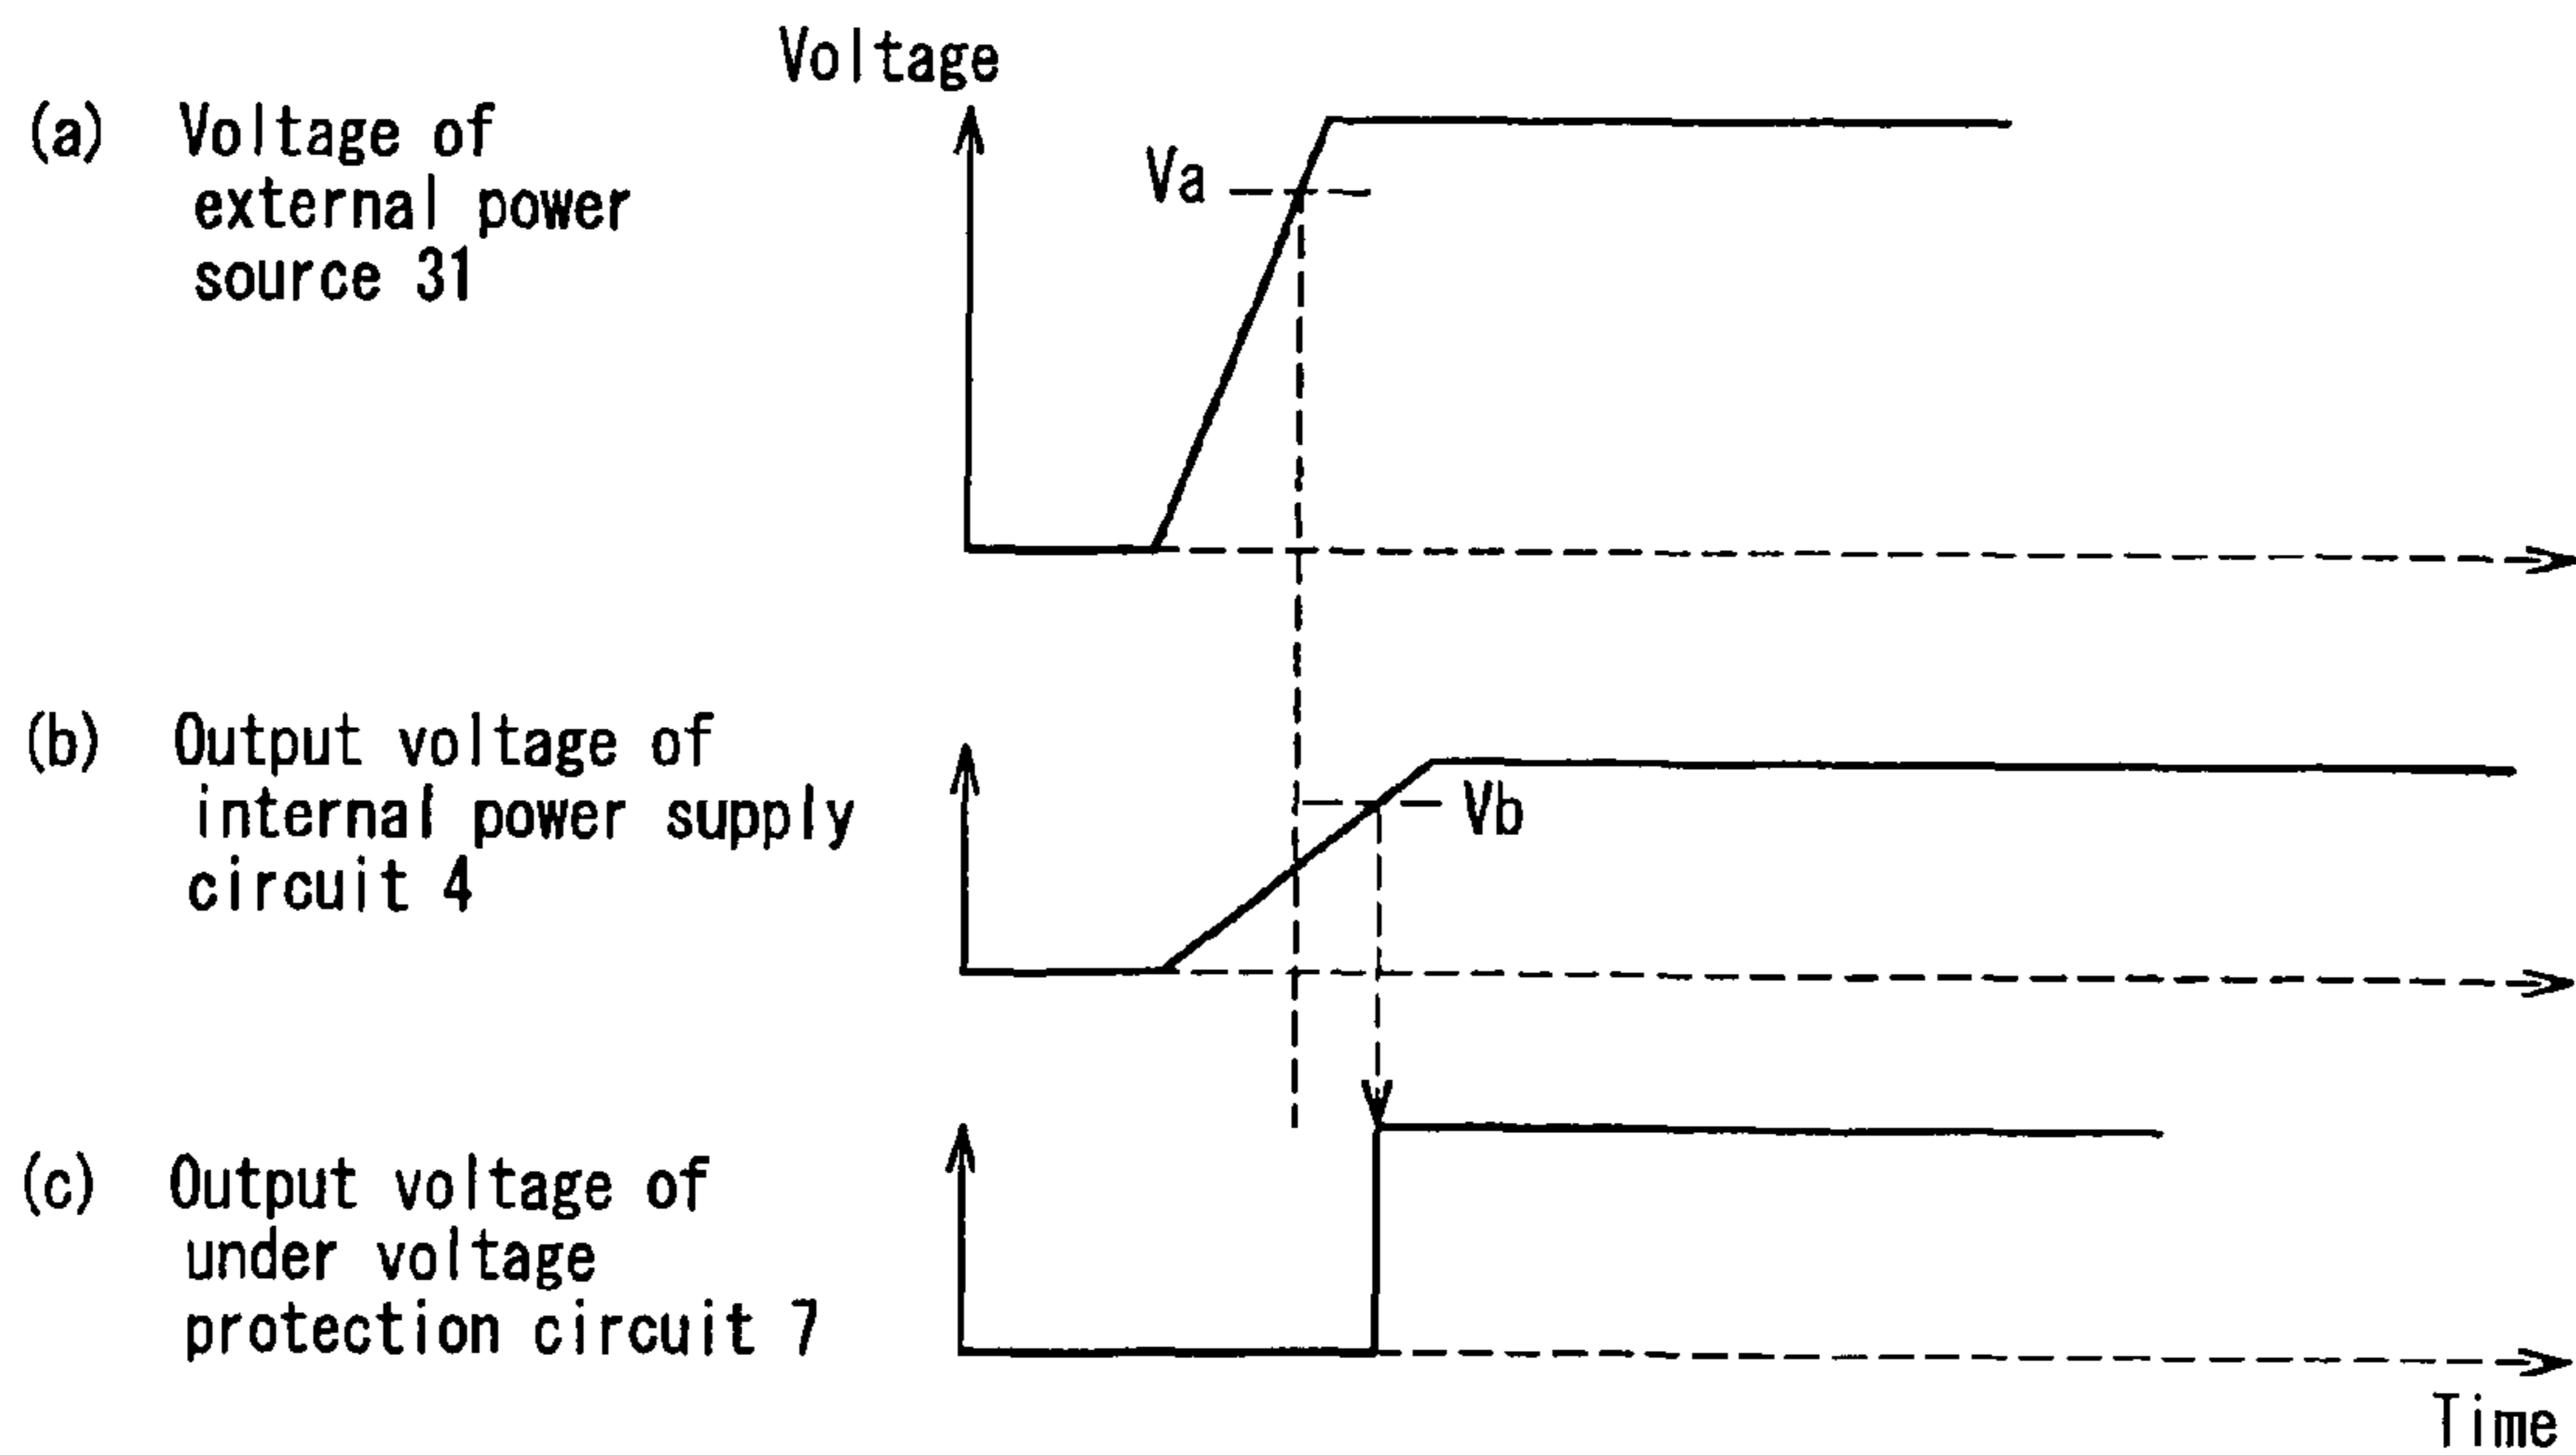 Voltage
(a) Voltage of
external power
source 31
Va
(b) Output voltage of
internal power supply
circuit 4
Vb
(c) Output voltage of
under voltage
protection circuit 7
Time